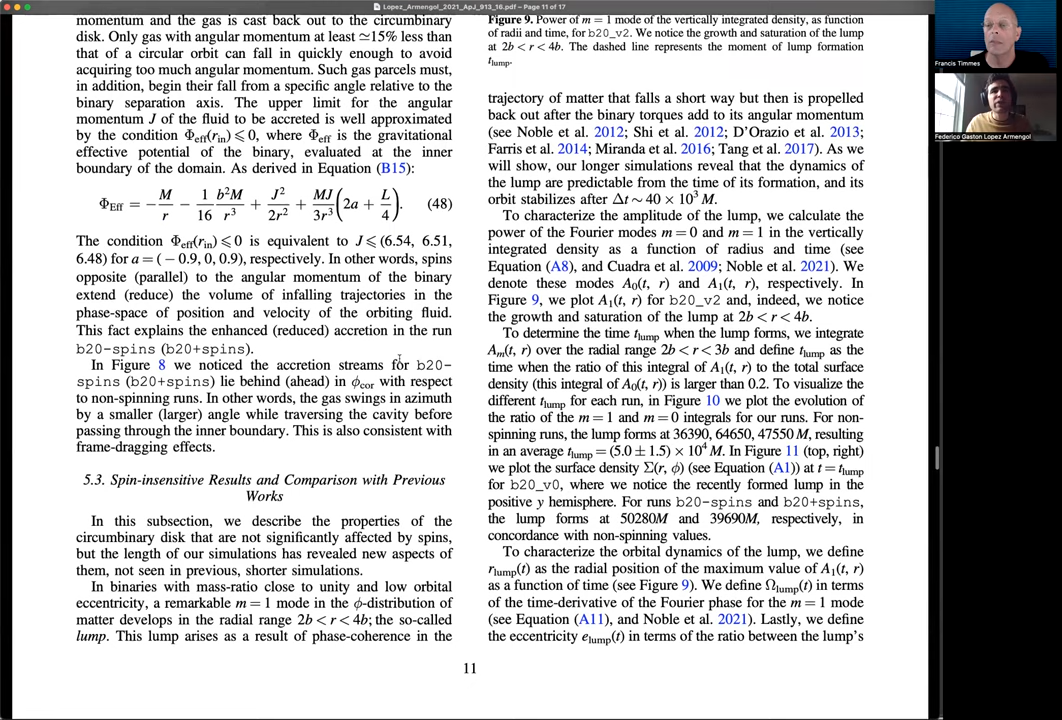 Lopez_Armengol_2021_ApJ_913_16.pdf - Page 11 of 17
momentum and the gas is cast back out to the circumbinary
disk. Only gas with angular momentum at least ≃15% less than
that of a circular orbit can fall in quickly enough to avoid
acquiring too much angular momentum. Such gas parcels must,
in addition, begin their fall from a specific angle relative to the
binary separation axis. The upper limit for the angular
momentum J of the fluid to be accreted is well approximated
by the condition Φeff(rin) ⩽ 0, where Φeff is the gravitational
effective potential of the binary, evaluated at the inner
boundary of the domain. As derived in Equation (B15):
ΦEff = − M/r − 1/16 b²M/r³ + J²/2r² + MJ/3r³ (2a + L/4). (48)
The condition Φeff(rin) ⩽ 0 is equivalent to J ⩽ (6.54, 6.51,
6.48) for a = ( − 0.9, 0, 0.9), respectively. In other words, spins
opposite (parallel) to the angular momentum of the binary
extend (reduce) the volume of infalling trajectories in the
phase-space of position and velocity of the orbiting fluid.
This fact explains the enhanced (reduced) accretion in the run
b20-spins (b20+spins).
In Figure 8 we noticed the accretion streams for b20-
spins (b20+spins) lie behind (ahead) in ϕcor with respect
to non-spinning runs. In other words, the gas swings in azimuth
by a smaller (larger) angle while traversing the cavity before
passing through the inner boundary. This is also consistent with
frame-dragging effects.
5.3. Spin-insensitive Results and Comparison with Previous
Works
In this subsection, we describe the properties of the
circumbinary disk that are not significantly affected by spins,
but the length of our simulations has revealed new aspects of
them, not seen in previous, shorter simulations.
In binaries with mass-ratio close to unity and low orbital
eccentricity, a remarkable m = 1 mode in the ϕ-distribution of
matter develops in the radial range 2b < r < 4b; the so-called
lump. This lump arises as a result of phase-coherence in the
Figure 9. Power of m = 1 mode of the vertically integrated density, as function
of radii and time, for b20_v2. We notice the growth and saturation of the lump
at 2b < r < 4b. The dashed line represents the moment of lump formation
tlump.
trajectory of matter that falls a short way but then is propelled
back out after the binary torques add to its angular momentum
(see Noble et al. 2012; Shi et al. 2012; D'Orazio et al. 2013;
Farris et al. 2014; Miranda et al. 2016; Tang et al. 2017). As we
will show, our longer simulations reveal that the dynamics of
the lump are predictable from the time of its formation, and its
orbit stabilizes after Δt ∼ 40 × 10³ M.
To characterize the amplitude of the lump, we calculate the
power of the Fourier modes m = 0 and m = 1 in the vertically
integrated density as a function of radius and time (see
Equation (A8), and Cuadra et al. 2009; Noble et al. 2021). We
denote these modes A0(t, r) and A1(t, r), respectively. In
Figure 9, we plot A1(t, r) for b20_v2 and, indeed, we notice
the growth and saturation of the lump at 2b < r < 4b.
To determine the time tlump when the lump forms, we integrate
Am(t, r) over the radial range 2b < r < 3b and define tlump as the
time when the ratio of this integral of A1(t, r) to the total surface
density (this integral of A0(t, r)) is larger than 0.2. To visualize the
different tlump for each run, in Figure 10 we plot the evolution of
the ratio of the m = 1 and m = 0 integrals for our runs. For non-
spinning runs, the lump forms at 36390, 64650, 47550 M, resulting
in an average tlump = (5.0 ± 1.5) × 10⁴ M. In Figure 11 (top, right)
we plot the surface density Σ(r, ϕ) (see Equation (A1)) at t = tlump
for b20_v0, where we notice the recently formed lump in the
positive y hemisphere. For runs b20-spins and b20+spins,
the lump forms at 50280M and 39690M, respectively, in
concordance with non-spinning values.
To characterize the orbital dynamics of the lump, we define
rlump(t) as the radial position of the maximum value of A1(t, r)
as a function of time (see Figure 9). We define Ωlump(t) in terms
of the time-derivative of the Fourier phase for the m = 1 mode
(see Equation (A11), and Noble et al. 2021). Lastly, we define
the eccentricity elump(t) in terms of the ratio between the lump's
11
Francis Timmes
Federico Gaston Lopez Armengol